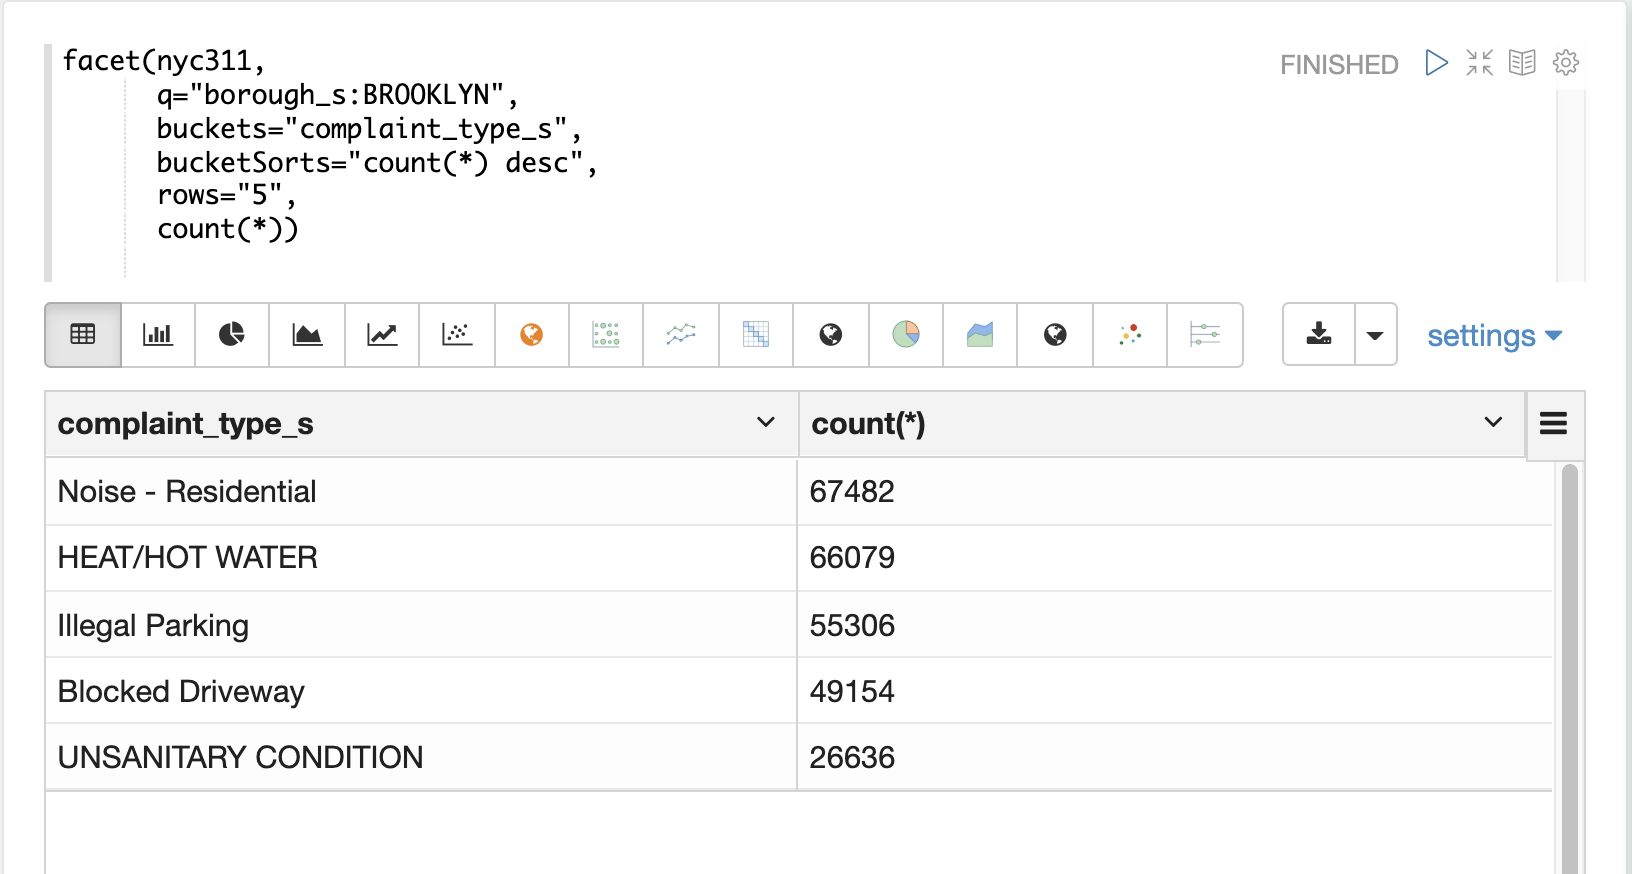 facet(nyc311,
q="borough_s:BROOKLYN",
buckets="complaint_type_s",
bucketSorts="count(*) desc",
rows="5",
count(*))
FINISHED
settings
complaint_type_s count(*)
Noise - Residential 67482
HEAT/HOT WATER 66079
Illegal Parking 55306
Blocked Driveway 49154
UNSANITARY CONDITION 26636